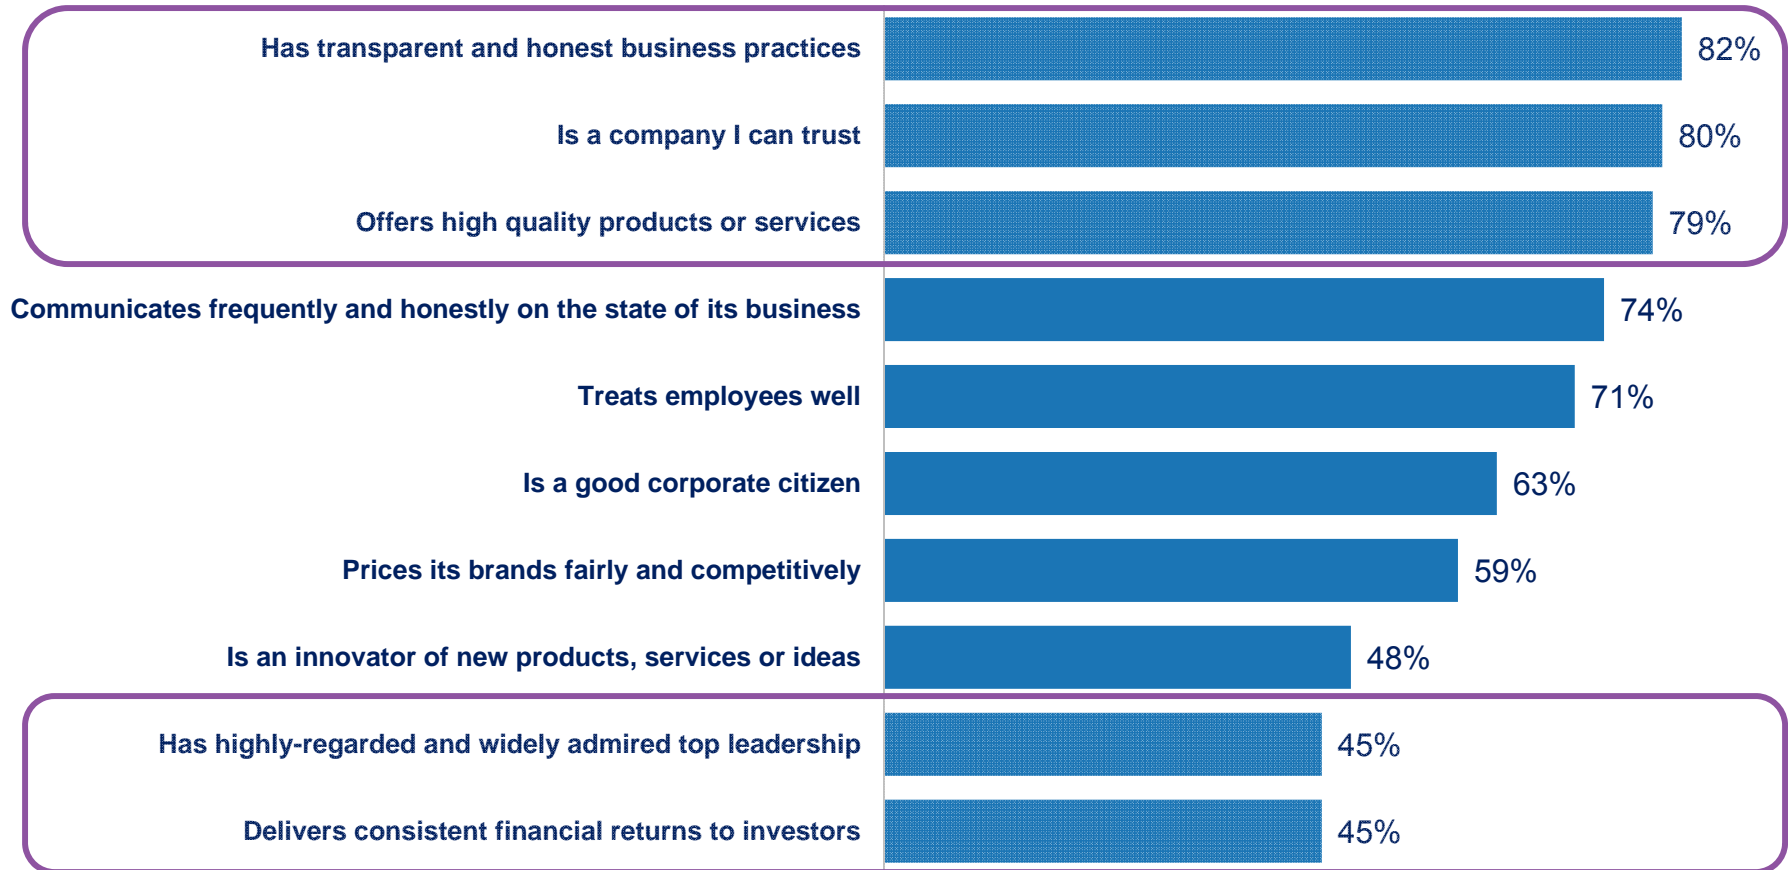 Has transparent and honest business practices 82%
Is a company I can trust 80%
Offers high quality products or services 79%
Communicates frequently and honestly on the state of its business 74%
Treats employees well 71%
Is a good corporate citizen 63%
Prices its brands fairly and competitively 59%
Is an innovator of new products, services or ideas 48%
Has highly-regarded and widely admired top leadership 45%
Delivers consistent financial returns to investors 45%